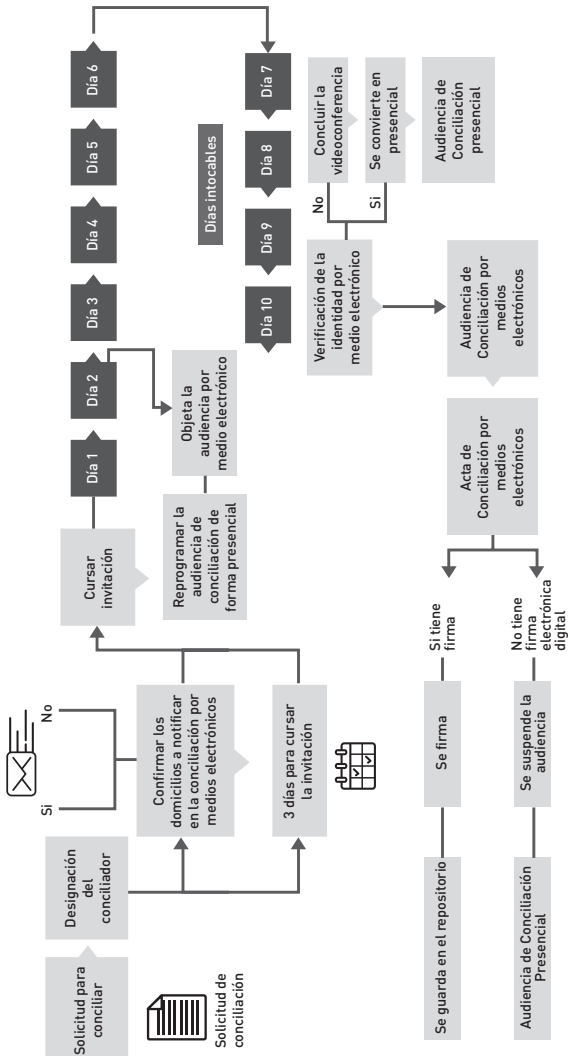 Solicitud para
conciliar
Solicitud de
conciliación
Designación
del
conciliador
Si
No
Confirmar los
domicilios a notificar
en la conciliación por
medios electrónicos
3 días para cursar
la invitación
Cursar
invitación
Reprogramar la
audiencia de
conciliación de
forma presencial
Objeta la
audiencia por
medio electrónico
Día 1
Día 2
Día 3
Día 4
Día 5
Día 6
Días intocables
Día 7
Día 8
Día 9
Día 10
Verificación de la
identidad por
medio electrónico
No
Si
Concluir la
videoconferencia
Se convierte en
presencial
Audiencia de
Conciliación
presencial
Audiencia de
Conciliación por
medios
electrónicos
Acta de
Conciliación por
medios
electrónicos
Si tiene
firma
No tiene
firma
electrónica
digital
Se firma
Se suspende la
audiencia
Se guarda en el repositorio
Audiencia de Conciliación
Presencial